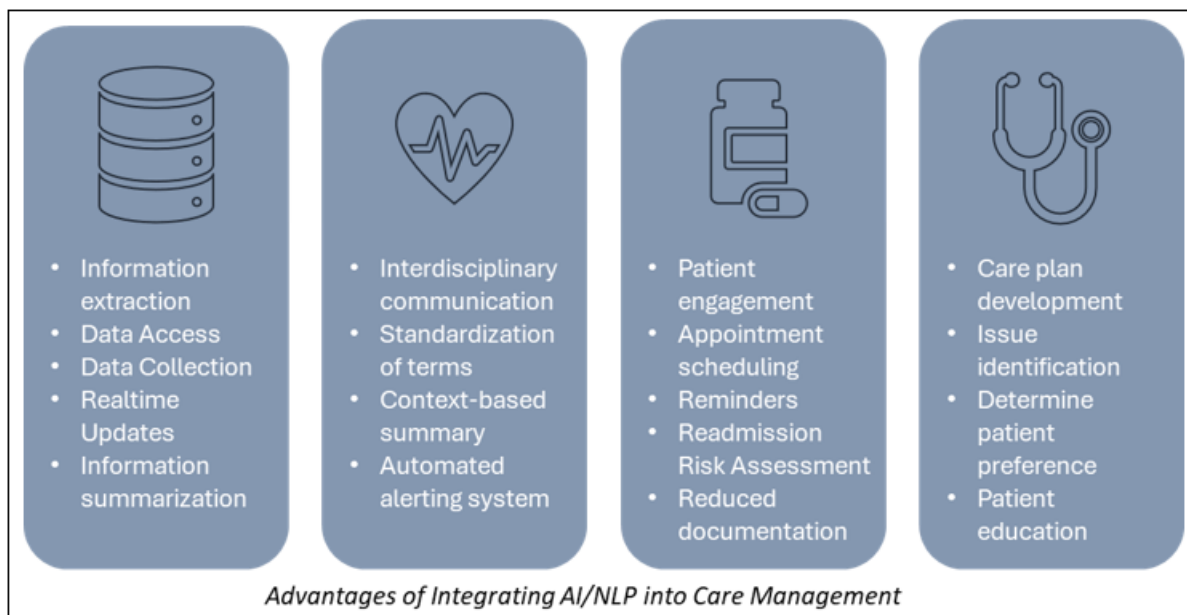 • Information
extraction
• Data Access
• Data Collection
• Realtime
Updates
• Information
summarization
• Interdisciplinary
communication
• Standardization
of terms
• Context-based
summary
• Automated
alerting system
• Patient
engagement
• Appointment
scheduling
• Reminders
• Readmission
Risk Assessment
• Reduced
documentation
• Care plan
development
• Issue
identification
• Determine
patient
preference
• Patient
education
Advantages of Integrating AI/NLP into Care Management